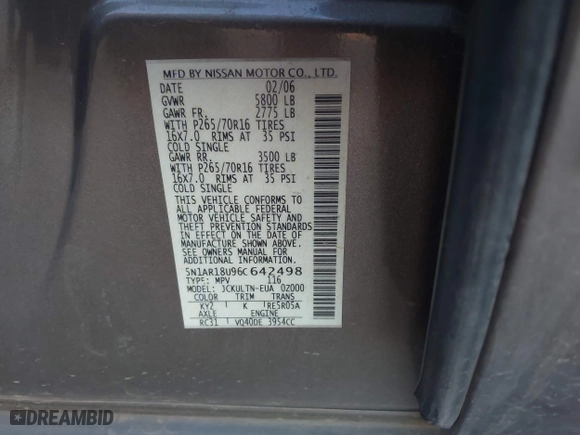 MFD BY NISSAN MOTOR CO., LTD.
DATE 02/06
GVWR 5800 LB
GAWR FR. 2775 LB
WITH P265/70R16 TIRES
16X7.0 RIMS AT 35 PSI
COLD SINGLE
GAWR RR. 3500 LB
WITH P265/70R16 TIRES
16X7.0 RIMS AT 35 PSI
COLD SINGLE
THIS VEHICLE CONFORMS TO
ALL APPLICABLE FEDERAL
MOTOR VEHICLE SAFETY AND
THEFT PREVENTION STANDARDS
IN EFFECT ON THE DATE OF
MANUFACTURE SHOWN ABOVE.
SEE OWNERS MANUAL FOR
ADDITIONAL INFORMATION.
5N1AR18U96C642498
TYPE: MPV 116
MODEL: JCKULTN-EUA 02000
COLOR TRIM TRANS
KY2 K RE5R05A
AXLE ENGINE
RC31 VQ40DE 3954CC
DREAMBID